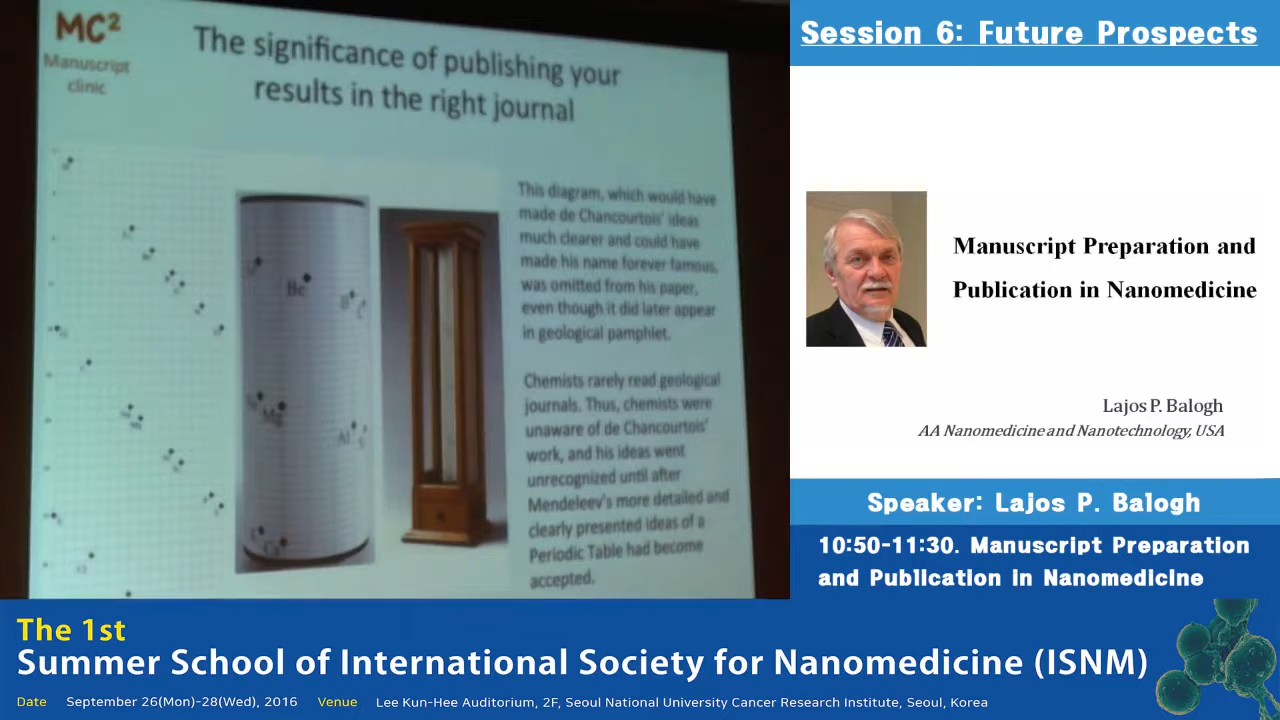 MC²
Manuscript
clinic
The significance of publishing your
results in the right journal
Be
Mg
Al
This diagram, which would have
made de Chancourtois' ideas
much clearer and could have
made his name forever famous,
was omitted from his paper,
even though it did later appear
in geological pamphlet.
Chemists rarely read geological
journals. Thus, chemists were
unaware of de Chancourtois'
work, and his ideas went
unrecognized until after
Mendeleev's more detailed and
clearly presented ideas of a
Periodic Table had become
accepted.
Session 6: Future Prospects
Manuscript Preparation and
Publication in Nanomedicine
Lajos P. Balogh
AA Nanomedicine and Nanotechnology, USA
Speaker: Lajos P. Balogh
10:50-11:30. Manuscript Preparation
and Publication in Nanomedicine
The 1st
Summer School of International Society for Nanomedicine (ISNM)
Date September 26(Mon)-28(Wed), 2016 Venue Lee Kun-Hee Auditorium, 2F, Seoul National University Cancer Research Institute, Seoul, Korea